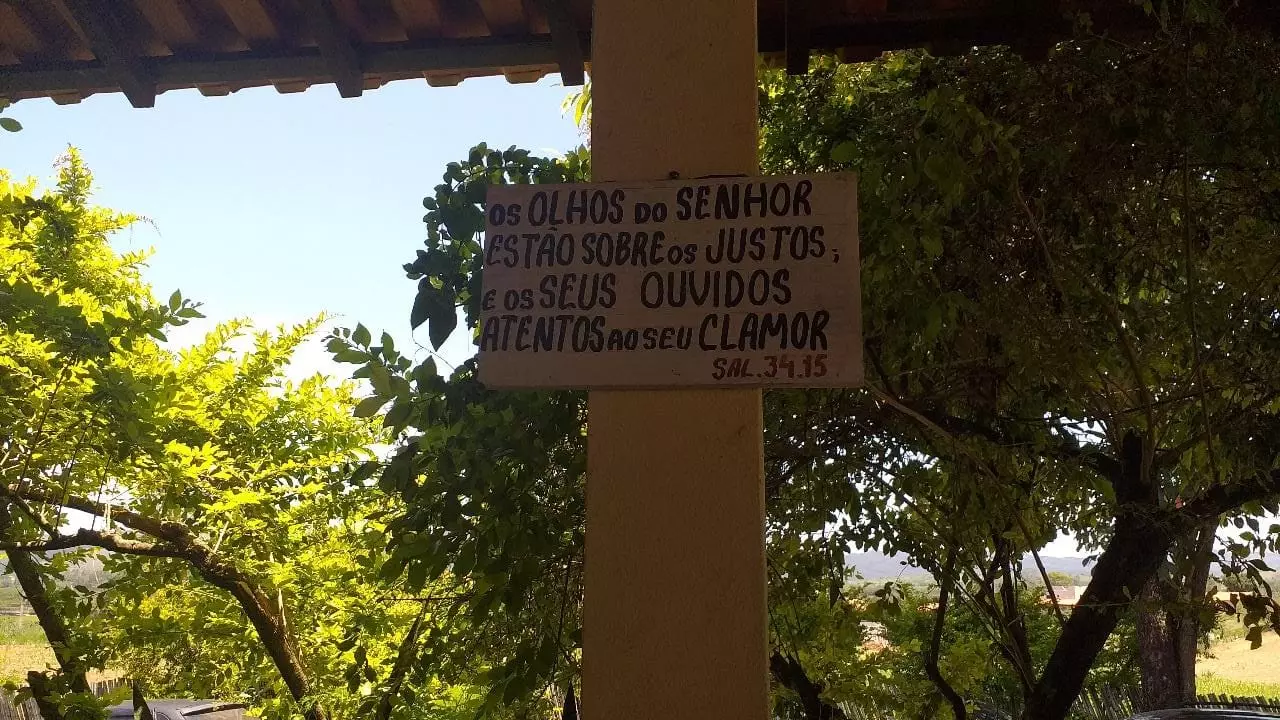 OS OLHOS DO SENHOR
ESTÃO SOBRE OS JUSTOS;
E OS SEUS OUVIDOS
ATENTOS AO SEU CLAMOR
SAL. 34.15